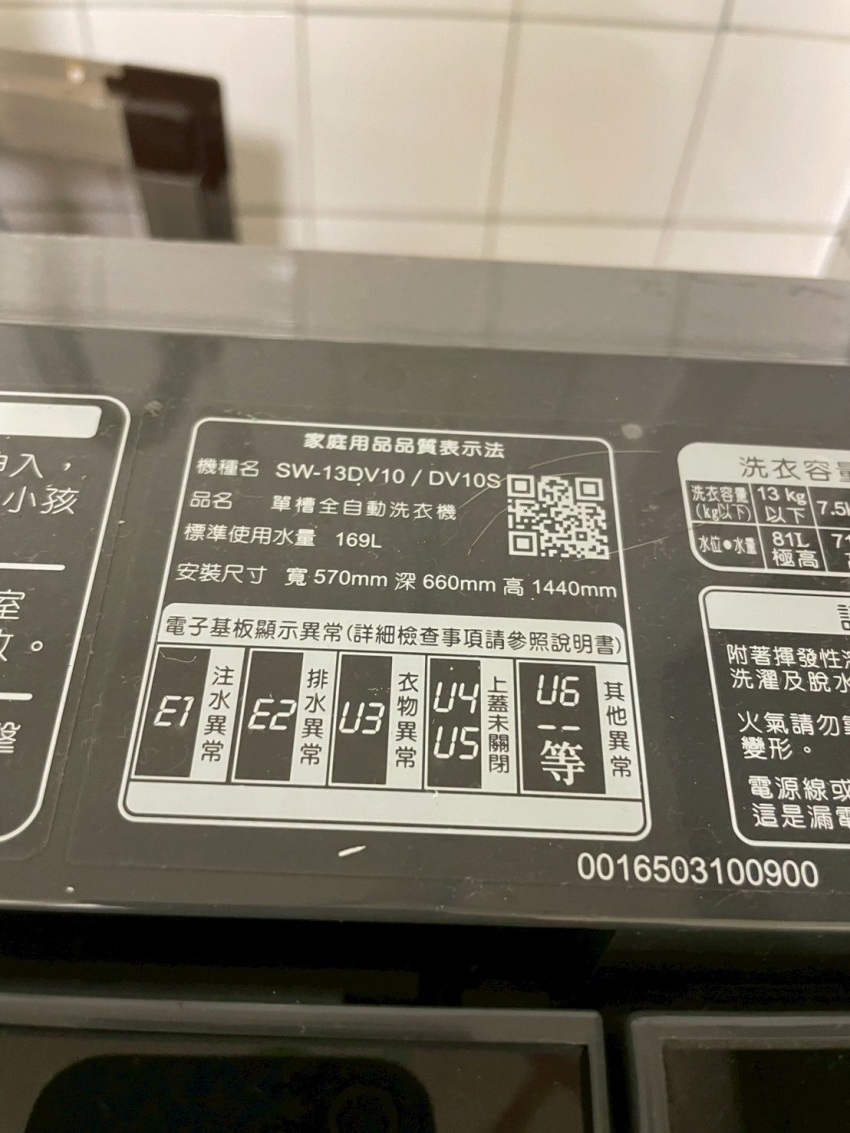 入，
小孩
室
。
家庭用品品質表示法
機種名 SW-13DV10 / DV10S
品名 單槽全自動洗衣機
標準使用水量 169L
安裝尺寸 寬 570mm 深 660mm 高 1440mm
電子基板顯示異常(詳細檢查事項請參照說明書)
E1 注水異常
E2 排水異常
U3 衣物異常
U4 U5 上蓋未關閉
U6 -- 等 其他異常
洗衣容量
洗衣容量(kg以下) 13 kg以下
水位•水量 81L 極高
附著揮發性
洗濯及脫水
火氣請勿
變形。
電源線或
這是漏電
0016503100900